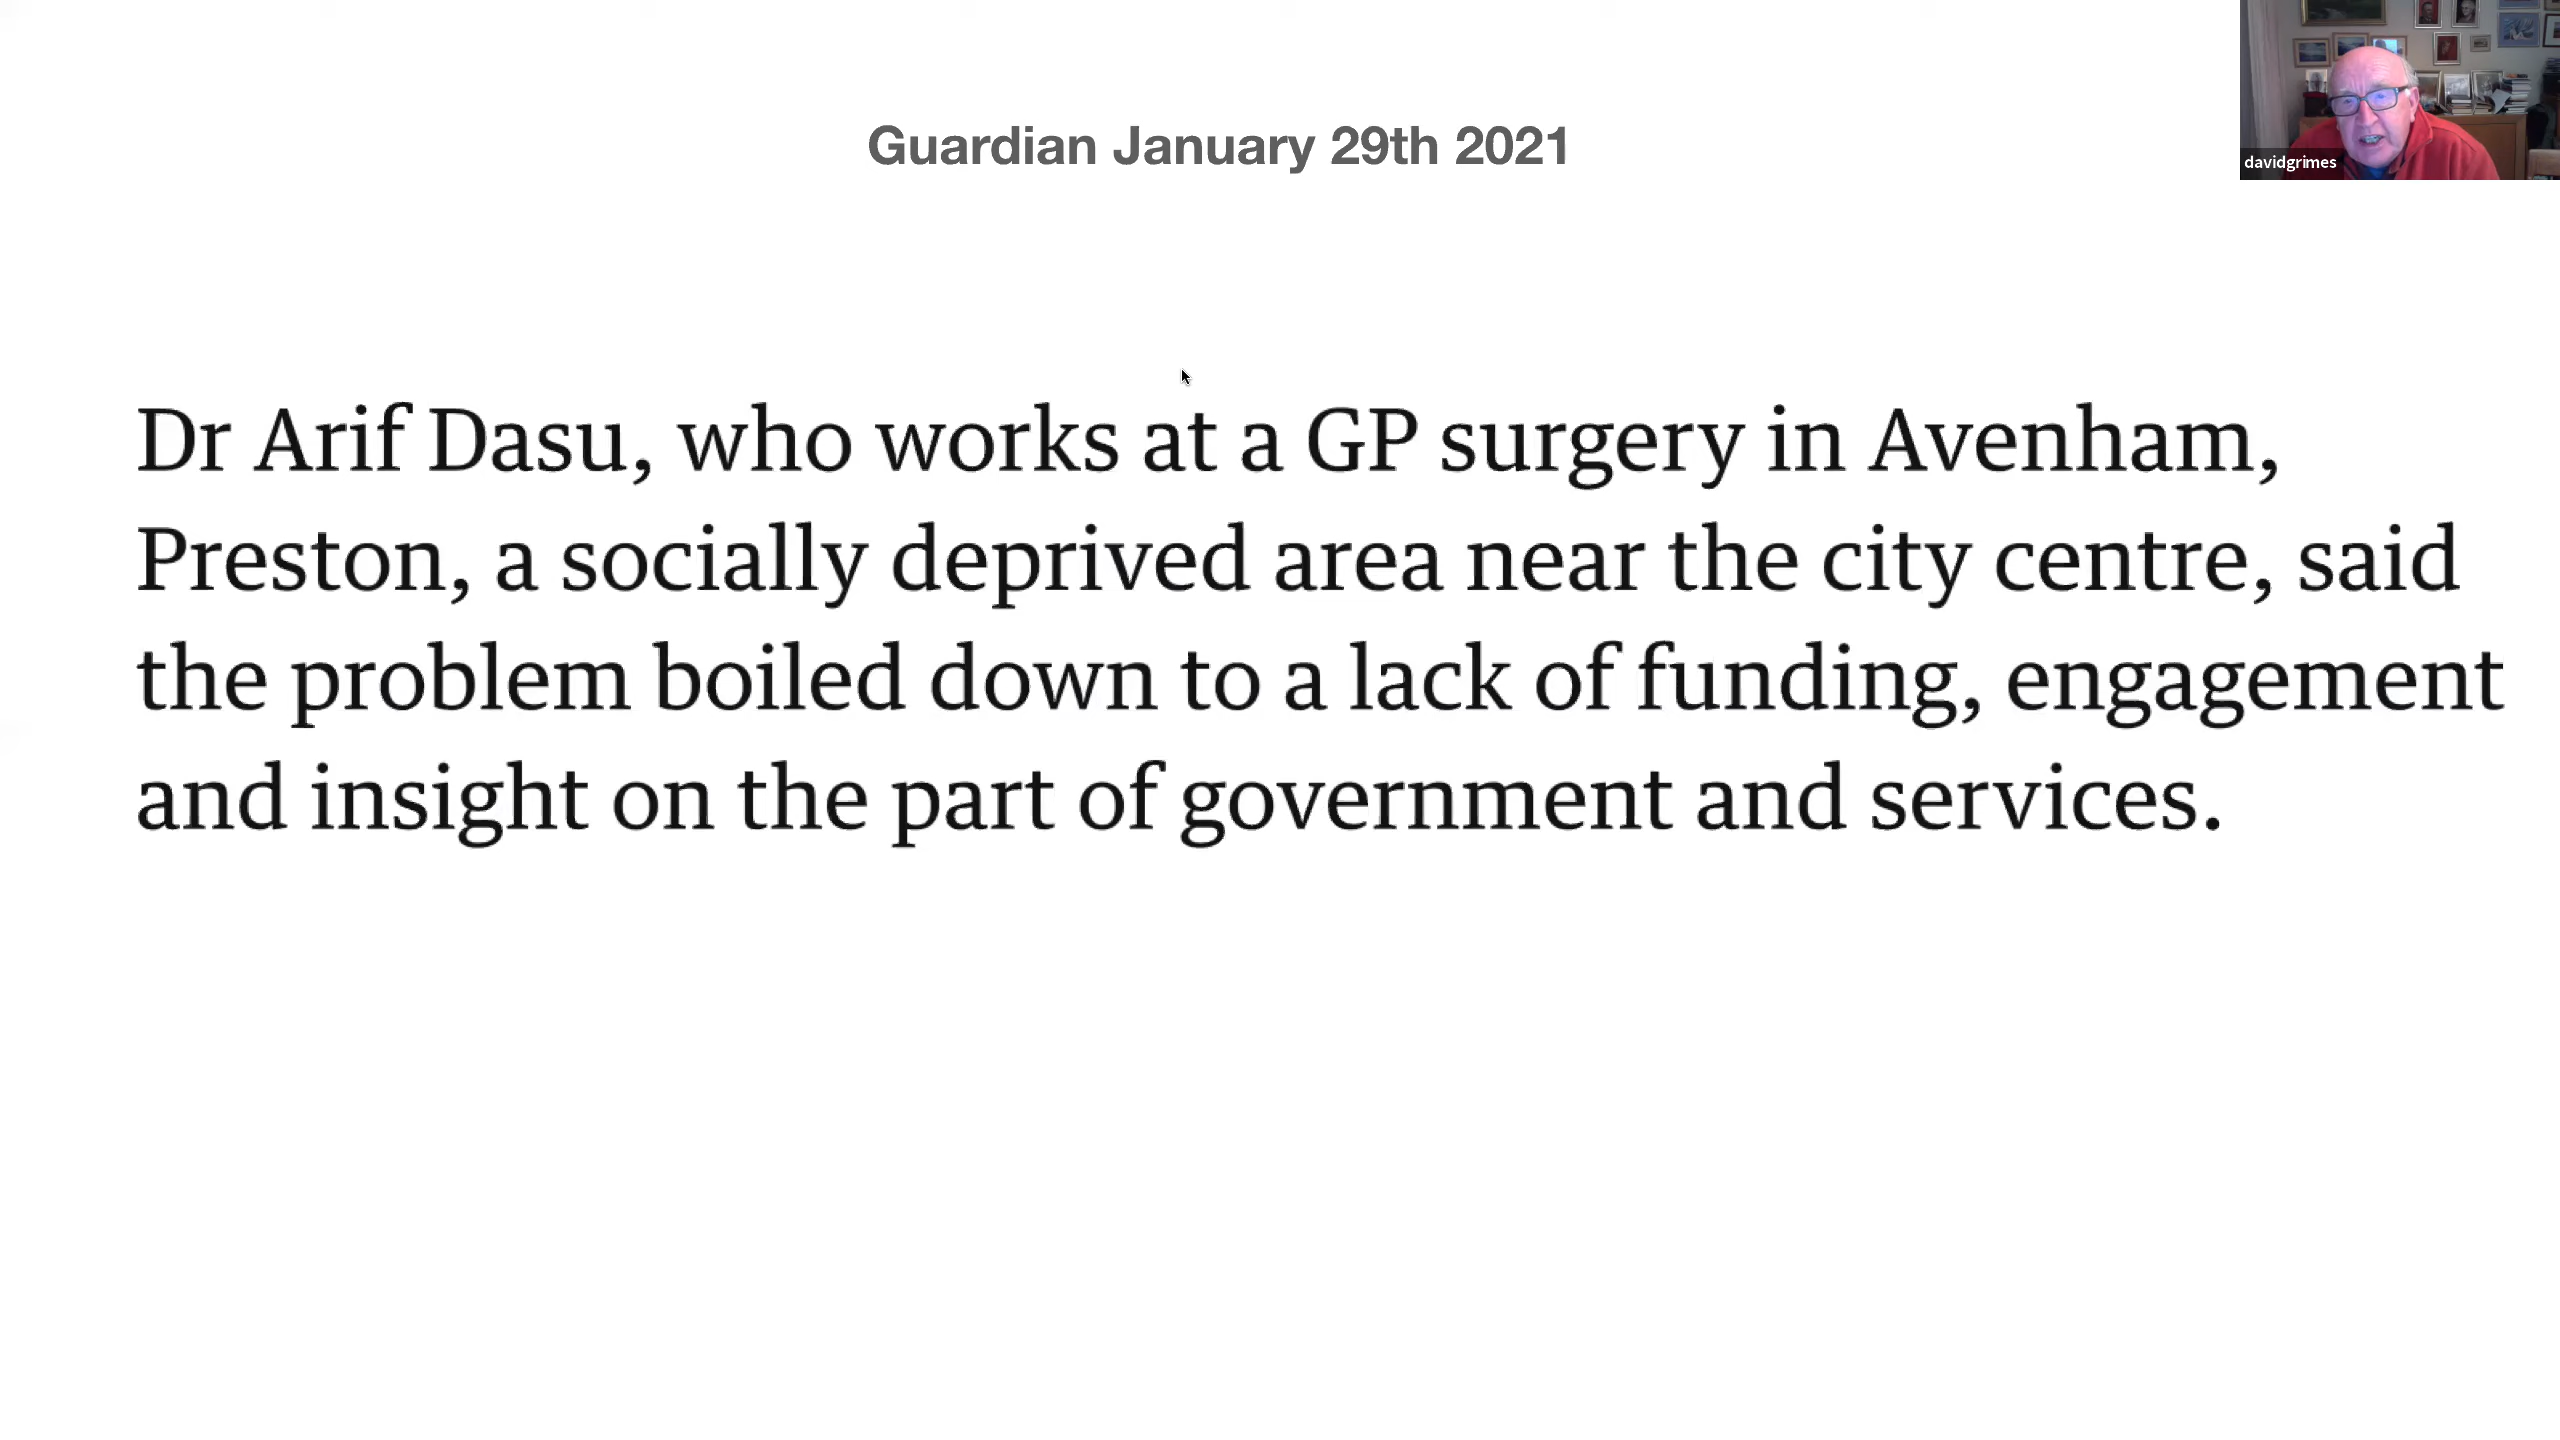 Guardian January 29th 2021
davidgrimes
Dr Arif Dasu, who works at a GP surgery in Avenham,
Preston, a socially deprived area near the city centre, said
the problem boiled down to a lack of funding, engagement
and insight on the part of government and services.